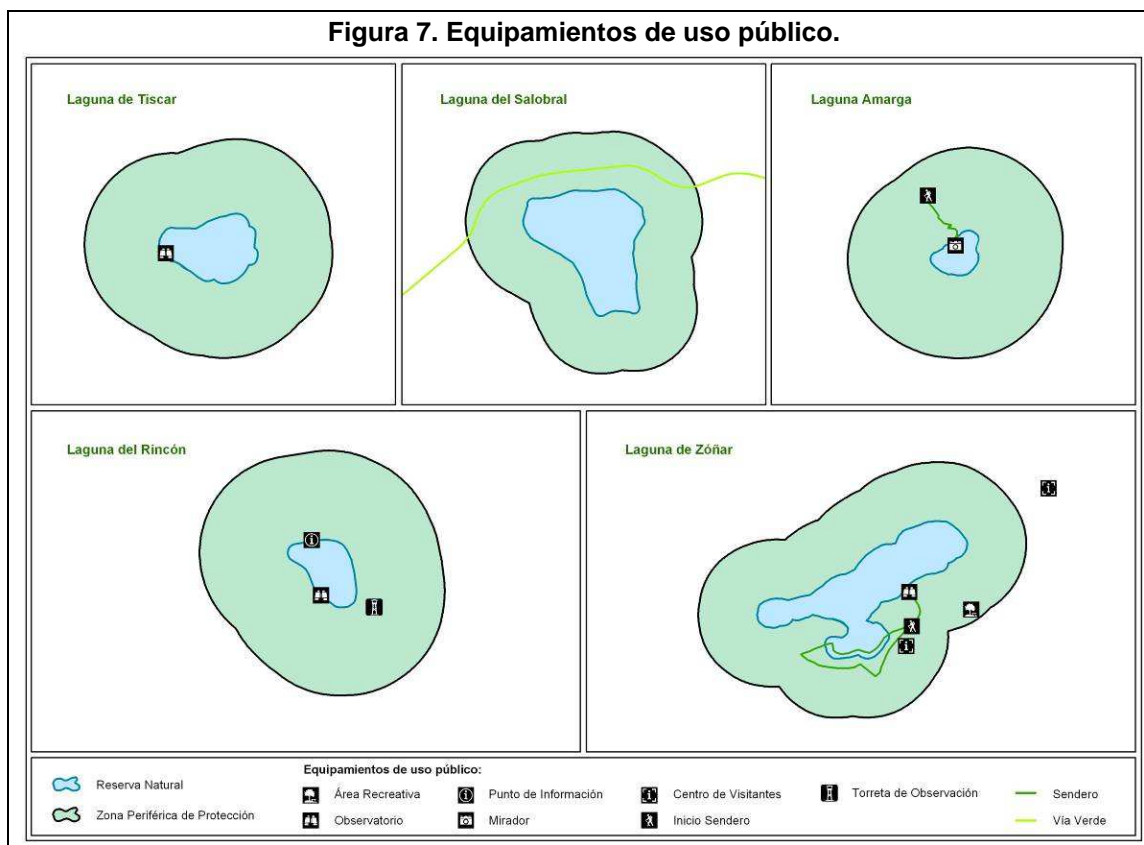 Figura 7. Equipamientos de uso público.
Laguna de Tíscar
Laguna del Salobral
Laguna Amarga
Laguna del Rincón
Laguna de Zóñar
Reserva Natural
Zona Periférica de Protección
Equipamientos de uso público:
Área Recreativa
Observatorio
Punto de Información
Mirador
Centro de Visitantes
Inicio Sendero
Torreta de Observación
Sendero
Vía Verde